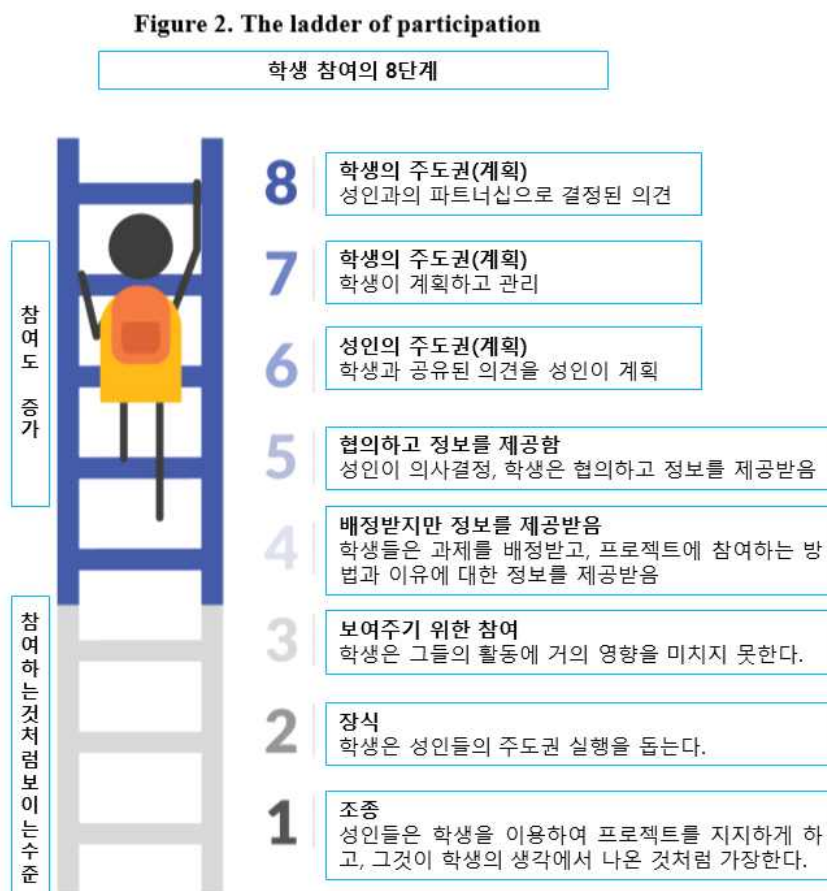 Figure 2. The ladder of participation
학생 참여의 8단계
8
학생의 주도권(계획)
성인과의 파트너십으로 결정된 의견
7
학생의 주도권(계획)
학생이 계획하고 관리
참여도 증가
6
성인의 주도권(계획)
학생과 공유된 의견을 성인이 계획
5
협의하고 정보를 제공함
성인이 의사결정, 학생은 협의하고 정보를 제공받음
4
배정받지만 정보를 제공받음
학생들은 과제를 배정받고, 프로젝트에 참여하는 방
법과 이유에 대한 정보를 제공받음
참여하는것처럼보이는수준
3
보여주기 위한 참여
학생은 그들의 활동에 거의 영향을 미치지 못한다.
2
장식
학생은 성인들의 주도권 실행을 돕는다.
1
조종
성인들은 학생을 이용하여 프로젝트를 지지하게 하
고, 그것이 학생의 생각에서 나온 것처럼 가장한다.